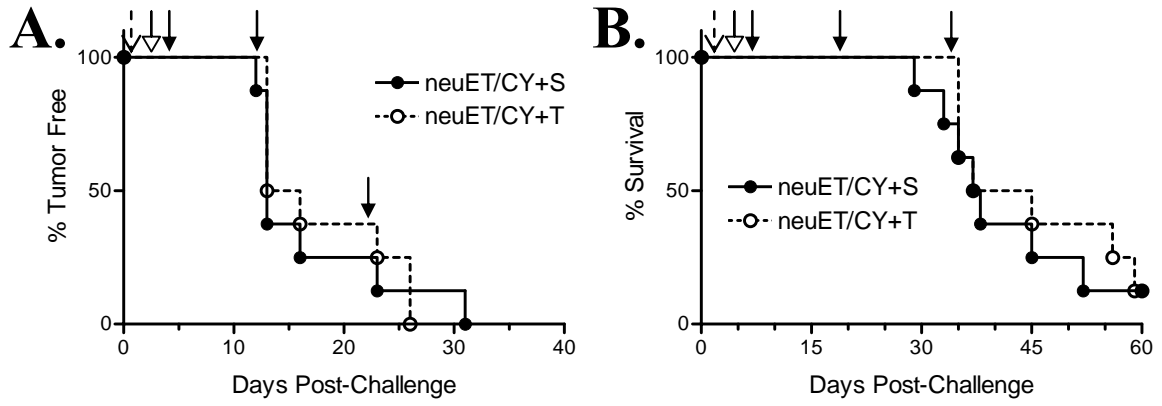 A.
100
50
0
% Tumor Free
neuET/CY+S
neuET/CY+T
0 10 20 30 40
Days Post-Challenge
B.
100
50
0
% Survival
neuET/CY+S
neuET/CY+T
0 15 30 45 60
Days Post-Challenge